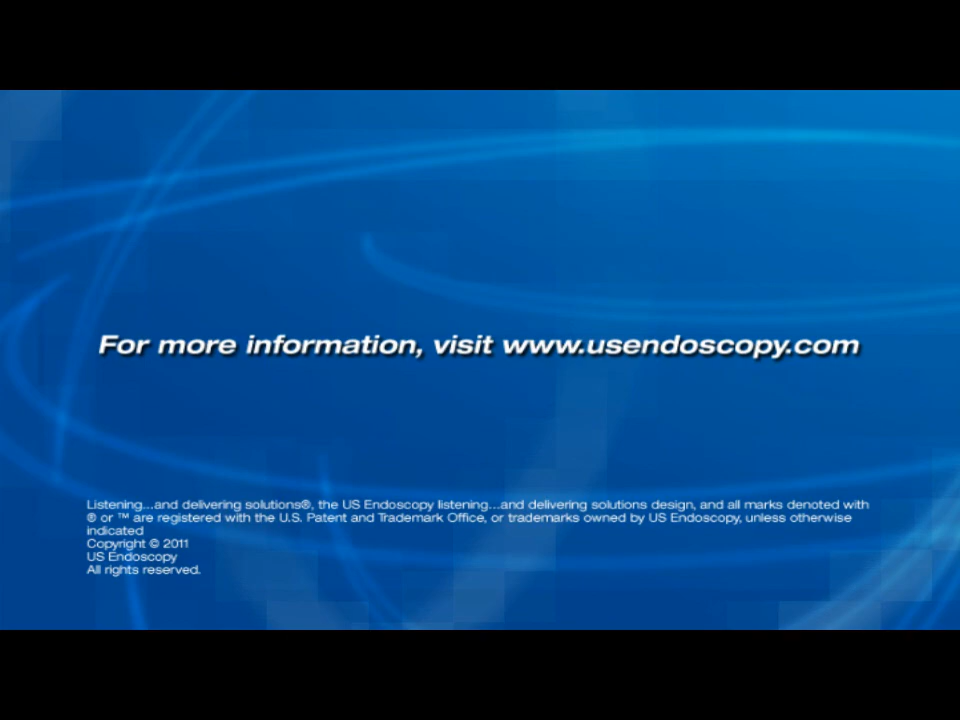 For more information, visit www.usendoscopy.com
Listening...and delivering solutions®, the US Endoscopy listening...and delivering solutions design, and all marks denoted with
® or ™ are registered with the U.S. Patent and Trademark Office, or trademarks owned by US Endoscopy, unless otherwise
indicated
Copyright © 2011
US Endoscopy
All rights reserved.